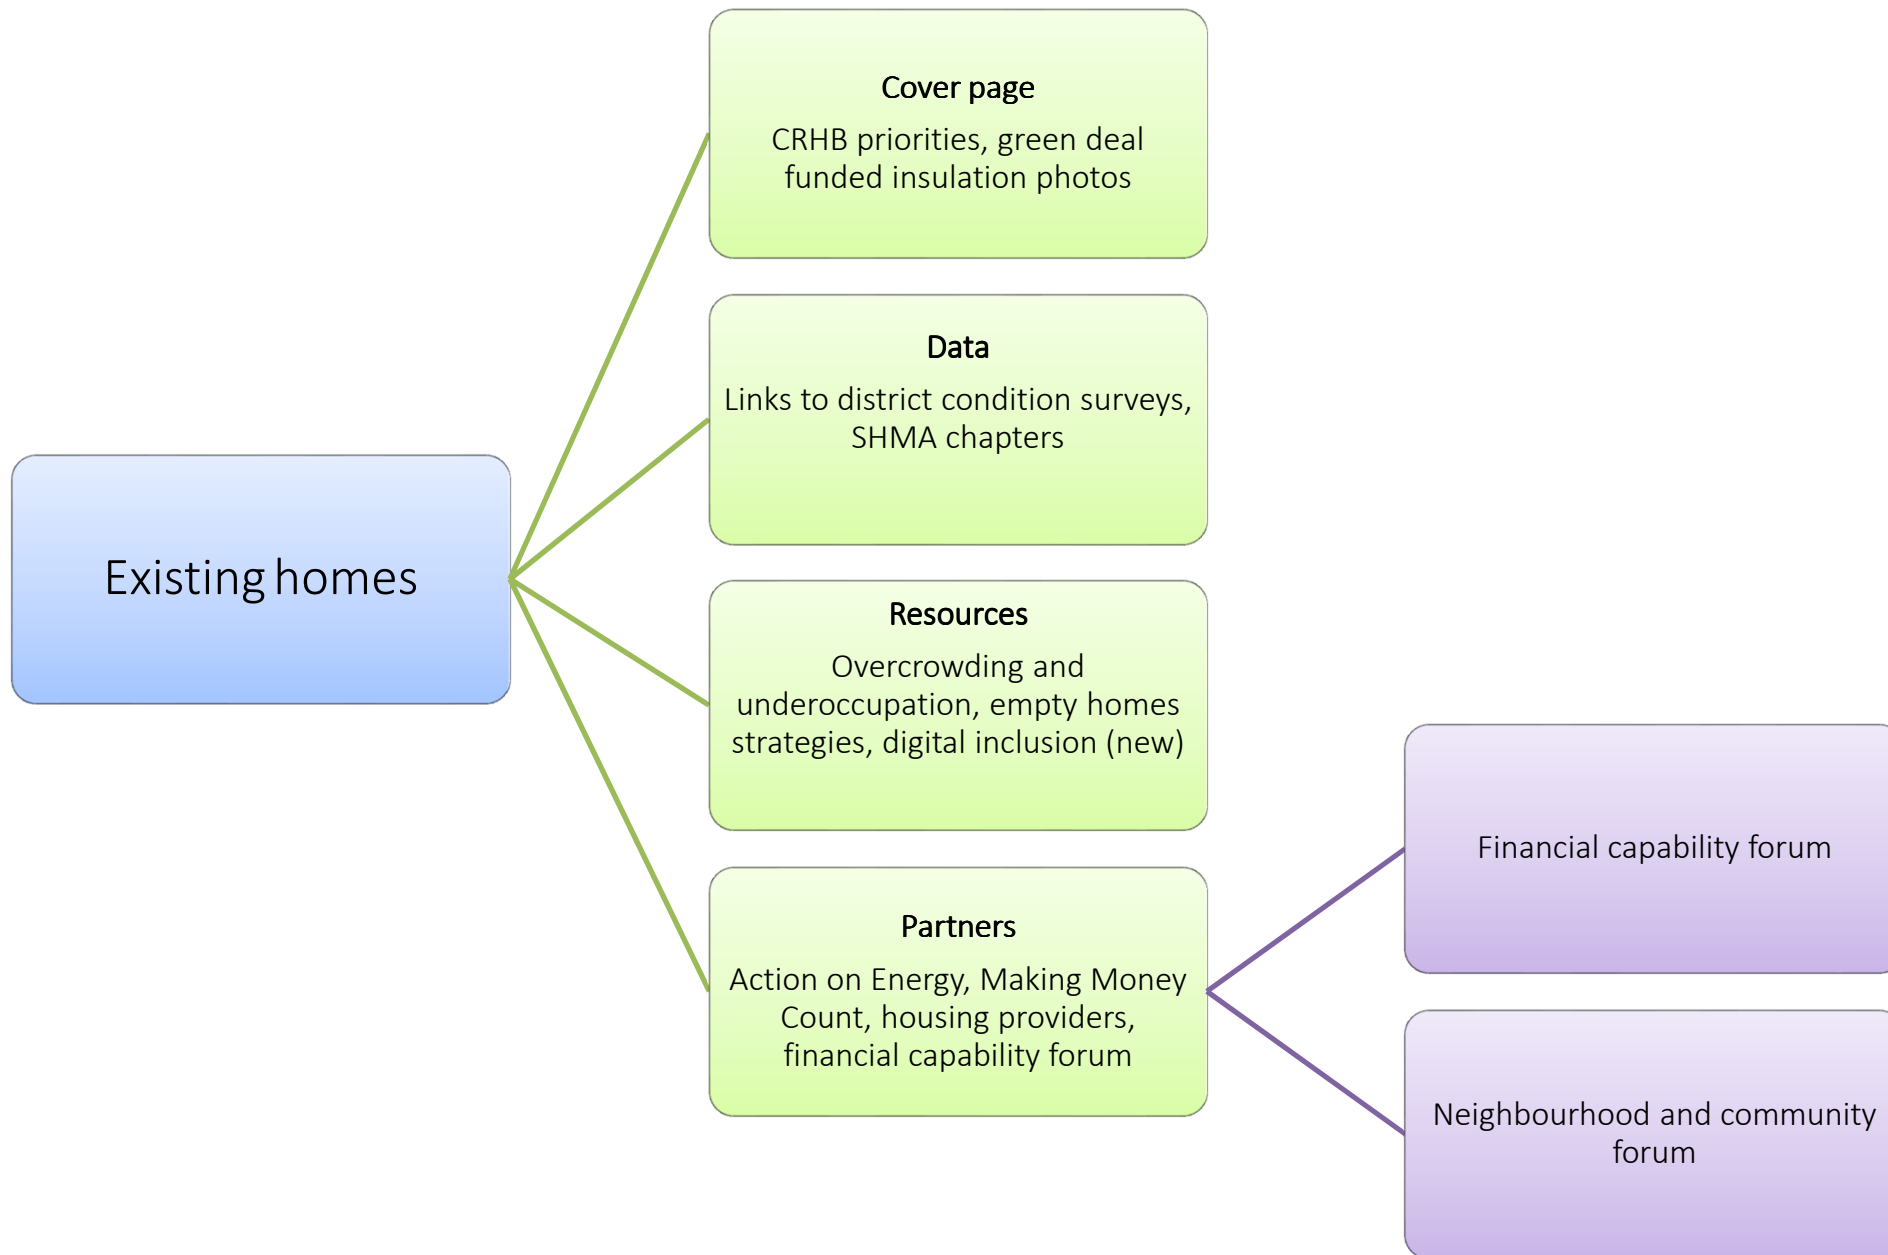 Existing homes
Cover page
CRHB priorities, green deal
funded insulation photos
Data
Links to district condition surveys,
SHMA chapters
Resources
Overcrowding and
underoccupation, empty homes
strategies, digital inclusion (new)
Partners
Action on Energy, Making Money
Count, housing providers,
financial capability forum
Financial capability forum
Neighbourhood and community
forum